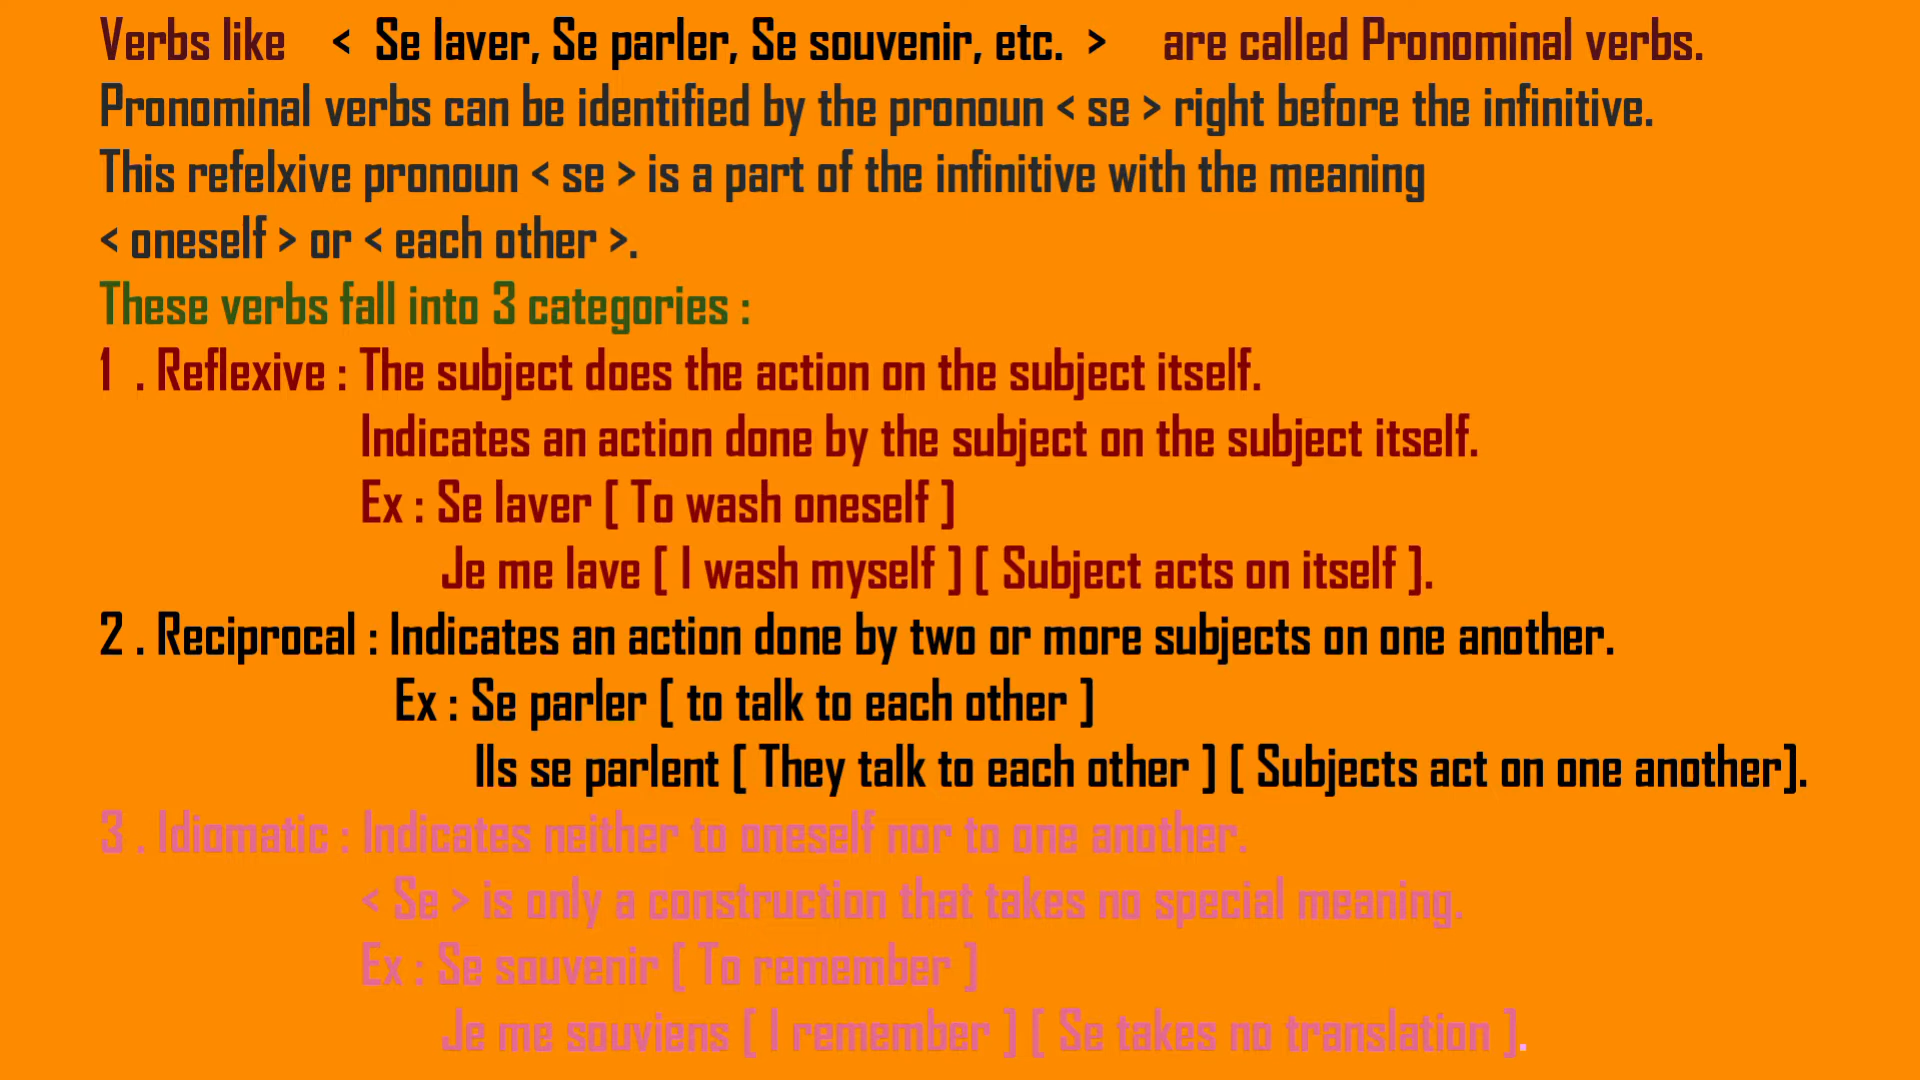 Verbs like < Se laver, Se parler, Se souvenir, etc. > are called Pronominal verbs.
Pronominal verbs can be identified by the pronoun < se > right before the infinitive.
This refelxive pronoun < se > is a part of the infinitive with the meaning
< oneself > or < each other >.
These verbs fall into 3 categories :
1 . Reflexive : The subject does the action on the subject itself.
Indicates an action done by the subject on the subject itself.
Ex : Se laver [ To wash oneself ]
Je me lave [ I wash myself ] [ Subject acts on itself ].
2 . Reciprocal : Indicates an action done by two or more subjects on one another.
Ex : Se parler [ to talk to each other ]
Ils se parlent [ They talk to each other ] [ Subjects act on one another].
3 . Idiomatic : Indicates neither to oneself nor to one another.
< Se > is only a construction that takes no special meaning.
Ex : Se souvenir [ To remember ]
Je me souviens [ I remember ] [ Se takes no translation ].